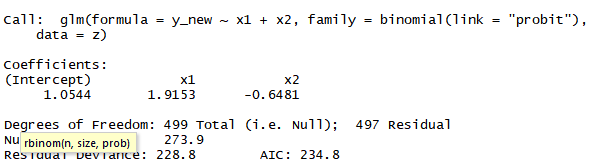 Call:  glm(formula = y_new ~ x1 + x2, family = binomial(link = "probit"),
    data = z)
Coefficients:
(Intercept)           x1           x2
     1.0544       1.9153      -0.6481
Degrees of Freedom: 499 Total (i.e. Null);  497 Residual
273.9
rbinom(n, size, prob)
Residual Deviance: 228.8        AIC: 234.8